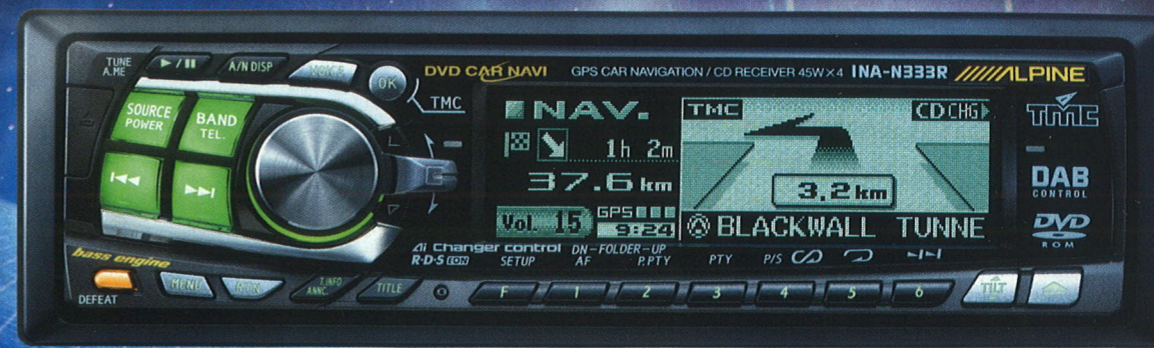 TUNE
A.ME
A/N DISP
VOICE
OK
TMC
DVD CAR NAVI
GPS CAR NAVIGATION / CD RECEIVER 45W×4 INA-N333R ALPINE
SOURCE
POWER
BAND
TEL.
NAV.
1h 2m
37.6 km
Vol. 15
GPS
9:24
TMC
CD CHG
3.2 km
BLACKWALL TUNNE
TMC
DAB
CONTROL
DVD
ROM
Ai Changer control
R·D·S EON
DN-FOLDER-UP
SETUP
AF
P.PTY
PTY
P/S
bass engine
DEFEAT
MENU
RTN
T.INFO
ANNC.
TITLE
F
1
2
3
4
5
6
TILT